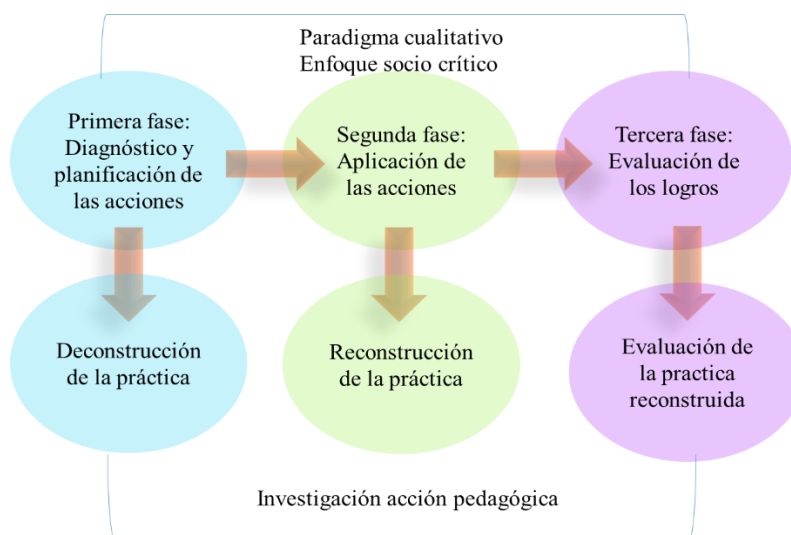 Paradigma cualitativo
Enfoque socio crítico
Primera fase:
Diagnóstico y
planificación de
las acciones
Segunda fase:
Aplicación de
las acciones
Tercera fase:
Evaluación de
los logros
Deconstrucción
de la práctica
Reconstrucción
de la práctica
Evaluación de
la practica
reconstruida
Investigación acción pedagógica